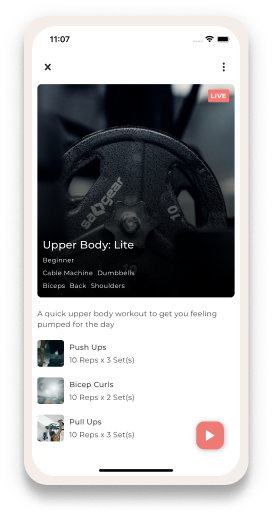 11:07
LIVE
eaQgear
10
Upper Body: Lite
Beginner
Cable Machine Dumbbells
Biceps Back Shoulders
A quick upper body workout to get you feeling
pumped for the day
Push Ups
10 Reps x 3 Set(s)
Bicep Curls
10 Reps x 2 Set(s)
Pull Ups
10 Reps x 3 Set(s)